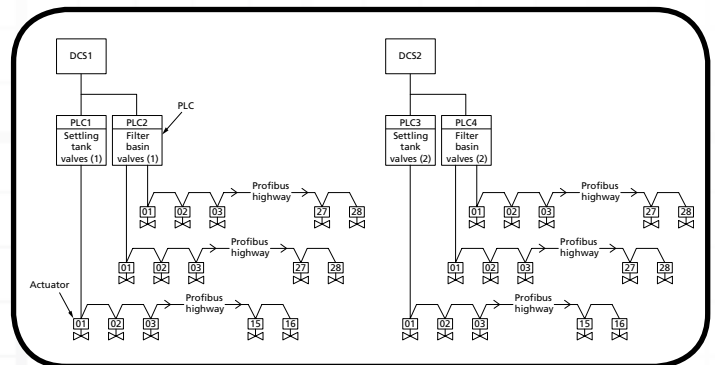 DCS1
DCS2
PLC
PLC1
PLC2
Settling
tank
valves (1)
Filter
basin
valves (1)
PLC3
PLC4
Settling
tank
valves (2)
Filter
basin
valves (2)
Profibus
highway
01
02
03
27
28
Profibus
highway
01
02
03
27
28
Profibus
highway
01
02
03
27
28
Profibus
highway
01
02
03
27
28
Actuator
Profibus
highway
01
02
03
15
16
Profibus
highway
01
02
03
15
16